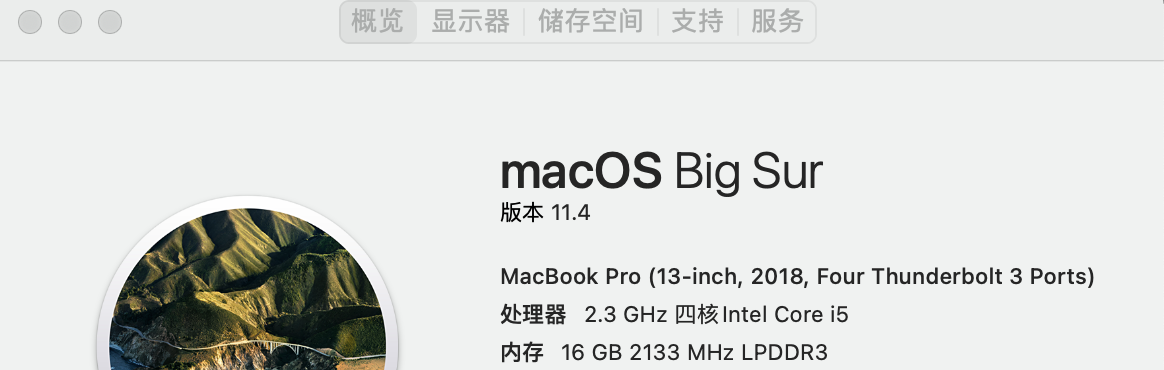 概览 显示器 储存空间 支持 服务
macOS Big Sur
版本 11.4
MacBook Pro (13-inch, 2018, Four Thunderbolt 3 Ports)
处理器 2.3 GHz 四核Intel Core i5
内存 16 GB 2133 MHz LPDDR3